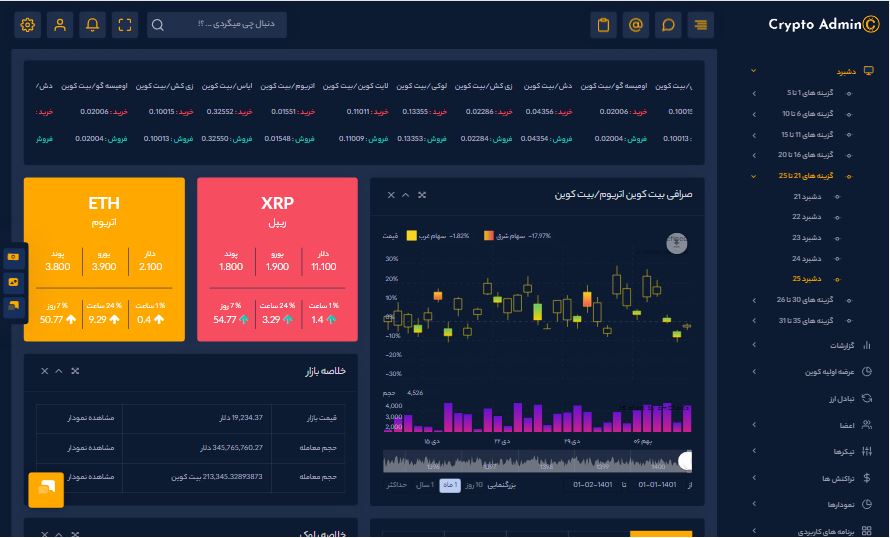 Crypto Admin
دنبال چی میگردی ... ؟!
دشبرد
گزینه های 1 تا 5
گزینه های 6 تا 10
گزینه های 11 تا 15
گزینه های 16 تا 20
گزینه های 21 تا 25
دشبرد 21
دشبرد 22
دشبرد 23
دشبرد 24
دشبرد 25
گزینه های 26 تا 30
گزینه های 31 تا 35
گزارشات
عرضه اولیه کوین
تبادل ارز
اعضا
تیکرها
تراکنش ها
نمودارها
برنامه های کاربردی
/بیت کوین اومیسه گو/بیت کوین دش/بیت کوین زی کش/بیت کوین لوکی/بیت کوین لایت کوین/بیت کوین اتریوم/بیت کوین ایاس/بیت کوین زی کش/بیت کوین اومیسه گو/بیت کوین دش/
0.10015 خرید : 0.02006 خرید : 0.04356 خرید : 0.02286 خرید : 0.13355 خرید : 0.11011 خرید : 0.01551 خرید : 0.32552 خرید : 0.10015 خرید : 0.02006 خرید :
0.10013 فروش : 0.02004 فروش : 0.04354 فروش : 0.02284 فروش : 0.13353 فروش : 0.11009 فروش : 0.01548 فروش : 0.32550 فروش : 0.10013 فروش : 0.02004 فروش
صرافی بیت کوین اتریوم/بیت کوین
قیمت سهام غرب −1.82% سهام شرق −17.97%
30%
20%
10%
0%
-10%
-20%
-30%
حجم 4,526
4,000
3,000
2,000
۱۵ دی ۲۲ دی ۲۹ دی ۰۶ بهم
1396 1397 1398 1399 1400
از 1401-01-01 تا 1401-02-01
بزرگنمایی 10 روز 1 ماه 1 سال حداکثر
XRP
ریپل
دلار یورو پوند
11.100 1.900 1.800
1% ساعت 24% ساعت 7% روز
1.4 3.29 54.77
ETH
اتریوم
دلار یورو پوند
2.100 3.900 3.800
1% ساعت 24% ساعت 7% روز
0.4 9.29 50.77
خلاصه بازار
قیمت بازار 19,234.37 دلار مشاهده نمودار
حجم معامله 345,765,760.27 دلار مشاهده نمودار
حجم معامله 213,345.32893873 بیت کوین مشاهده نمودار
خلاصه بلوک